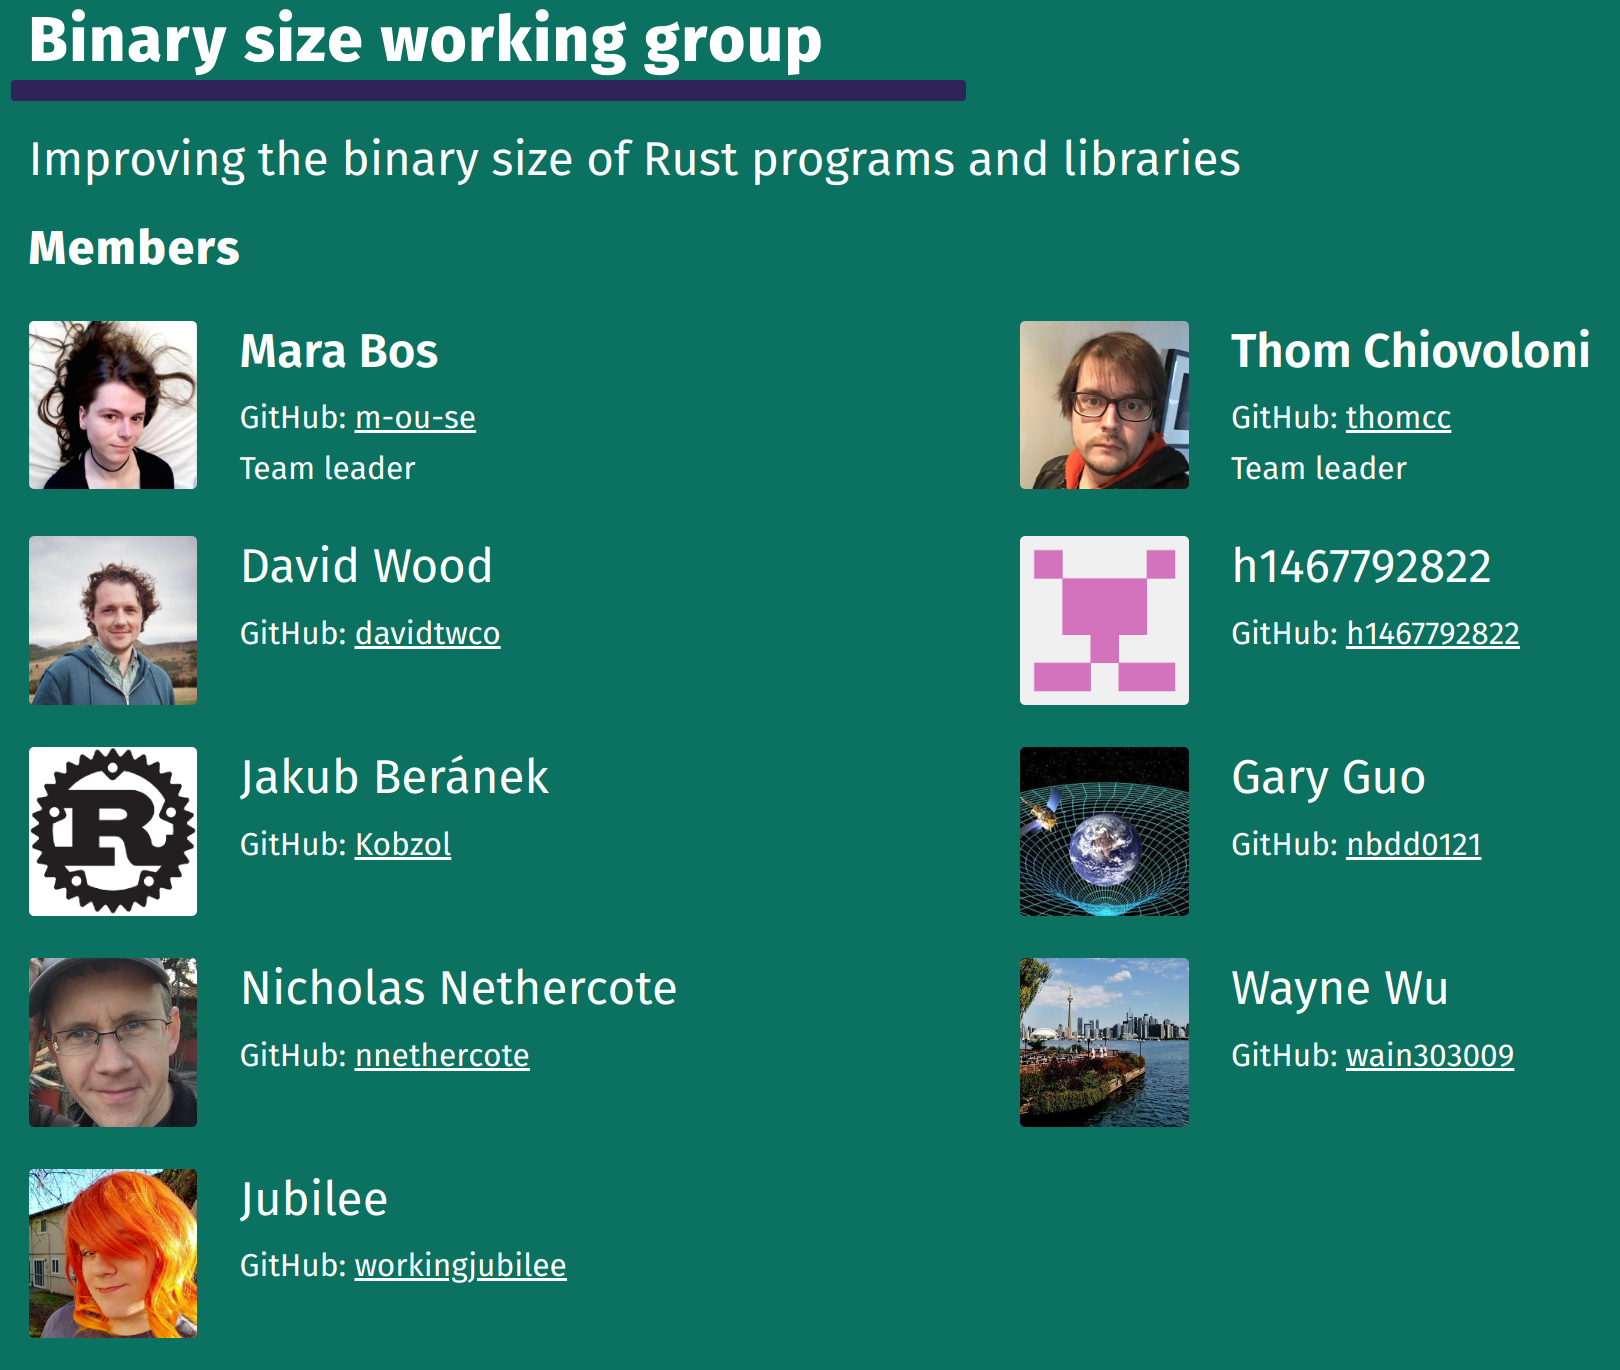 Binary size working group
Improving the binary size of Rust programs and libraries
Members
Mara Bos
GitHub: m-ou-se
Team leader
Thom Chiovoloni
GitHub: thomcc
Team leader
David Wood
GitHub: davidtwco
h1467792822
GitHub: h1467792822
R
Jakub Beránek
GitHub: Kobzol
Gary Guo
GitHub: nbdd0121
Nicholas Nethercote
GitHub: nnethercote
Wayne Wu
GitHub: wain303009
Jubilee
GitHub: workingjubilee